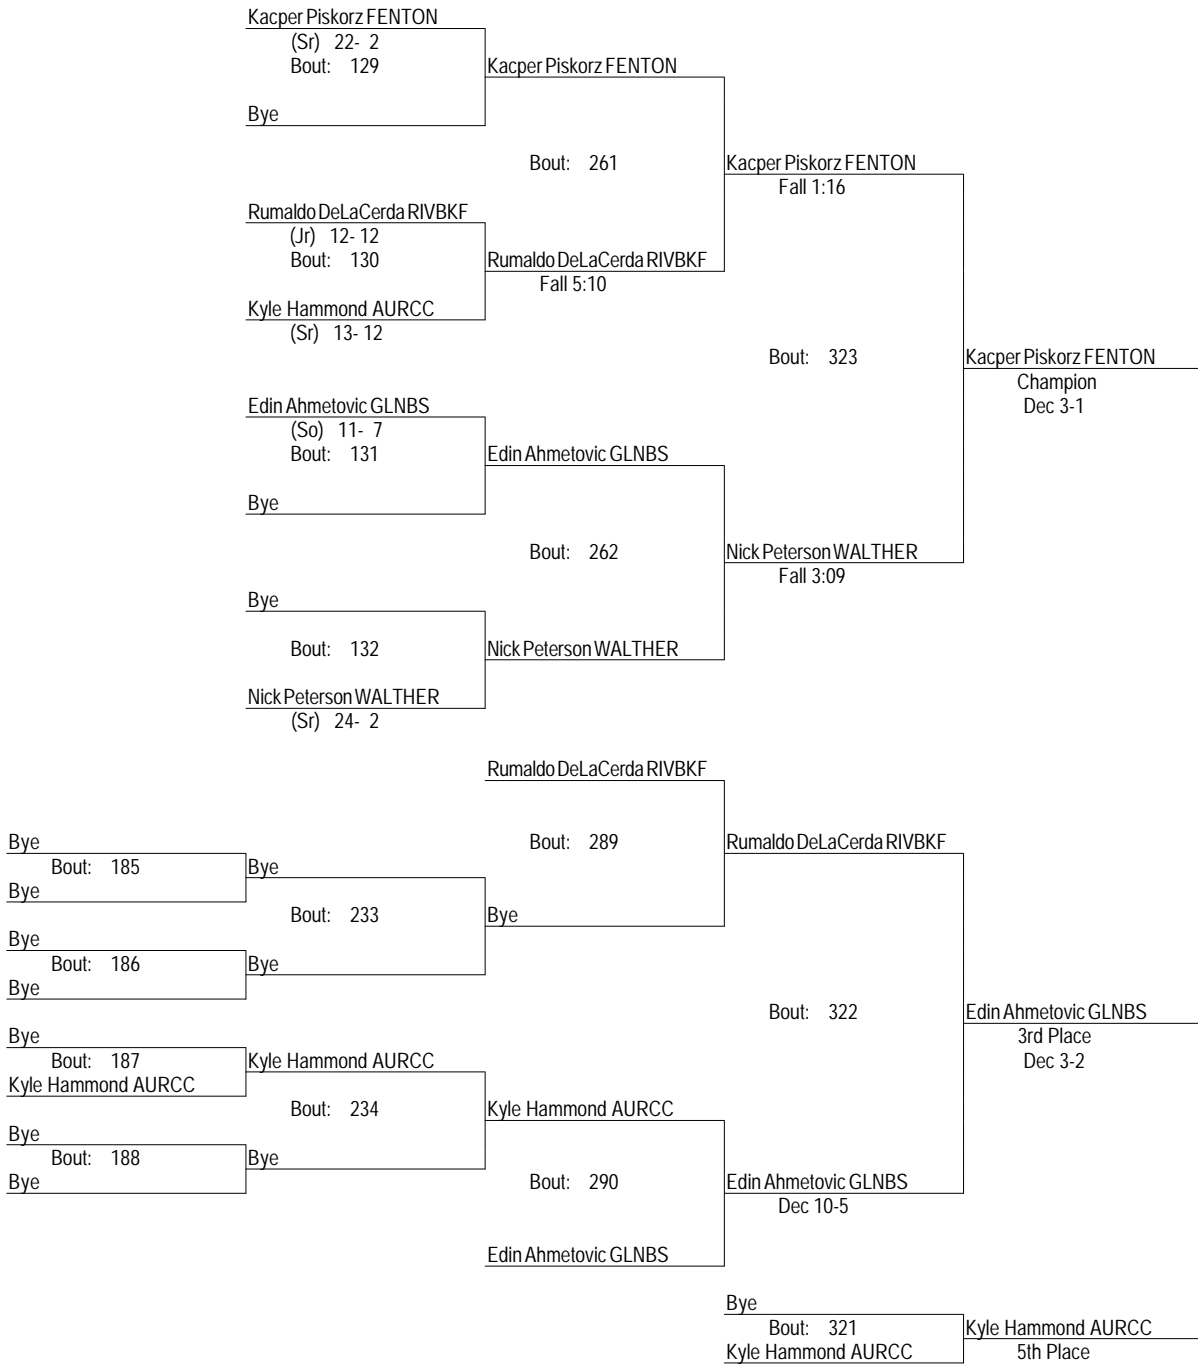 Kacper Piskorz FENTON
(Sr) 22- 2
Bout: 129
Kacper Piskorz FENTON
Bye
Bout: 261
Kacper Piskorz FENTON
Fall 1:16
Rumaldo DeLaCerda RIVBKF
(Jr) 12- 12
Bout: 130
Rumaldo DeLaCerda RIVBKF
Fall 5:10
Kyle Hammond AURCC
(Sr) 13- 12
Bout: 323
Kacper Piskorz FENTON
Champion
Dec 3-1
Edin Ahmetovic GLNBS
(So) 11- 7
Bout: 131
Edin Ahmetovic GLNBS
Bye
Bout: 262
Nick Peterson WALTHER
Fall 3:09
Bye
Bout: 132
Nick Peterson WALTHER
Nick Peterson WALTHER
(Sr) 24- 2
Rumaldo DeLaCerda RIVBKF
Bout: 289
Rumaldo DeLaCerda RIVBKF
Bye
Bout: 185
Bye
Bye
Bout: 233
Bye
Bye
Bout: 186
Bye
Bye
Bout: 322
Edin Ahmetovic GLNBS
3rd Place
Dec 3-2
Bye
Bout: 187
Kyle Hammond AURCC
Kyle Hammond AURCC
Bout: 234
Kyle Hammond AURCC
Bye
Bout: 188
Bye
Bye
Bout: 290
Edin Ahmetovic GLNBS
Dec 10-5
Edin Ahmetovic GLNBS
Bye
Bout: 321
Kyle Hammond AURCC
Kyle Hammond AURCC
5th Place